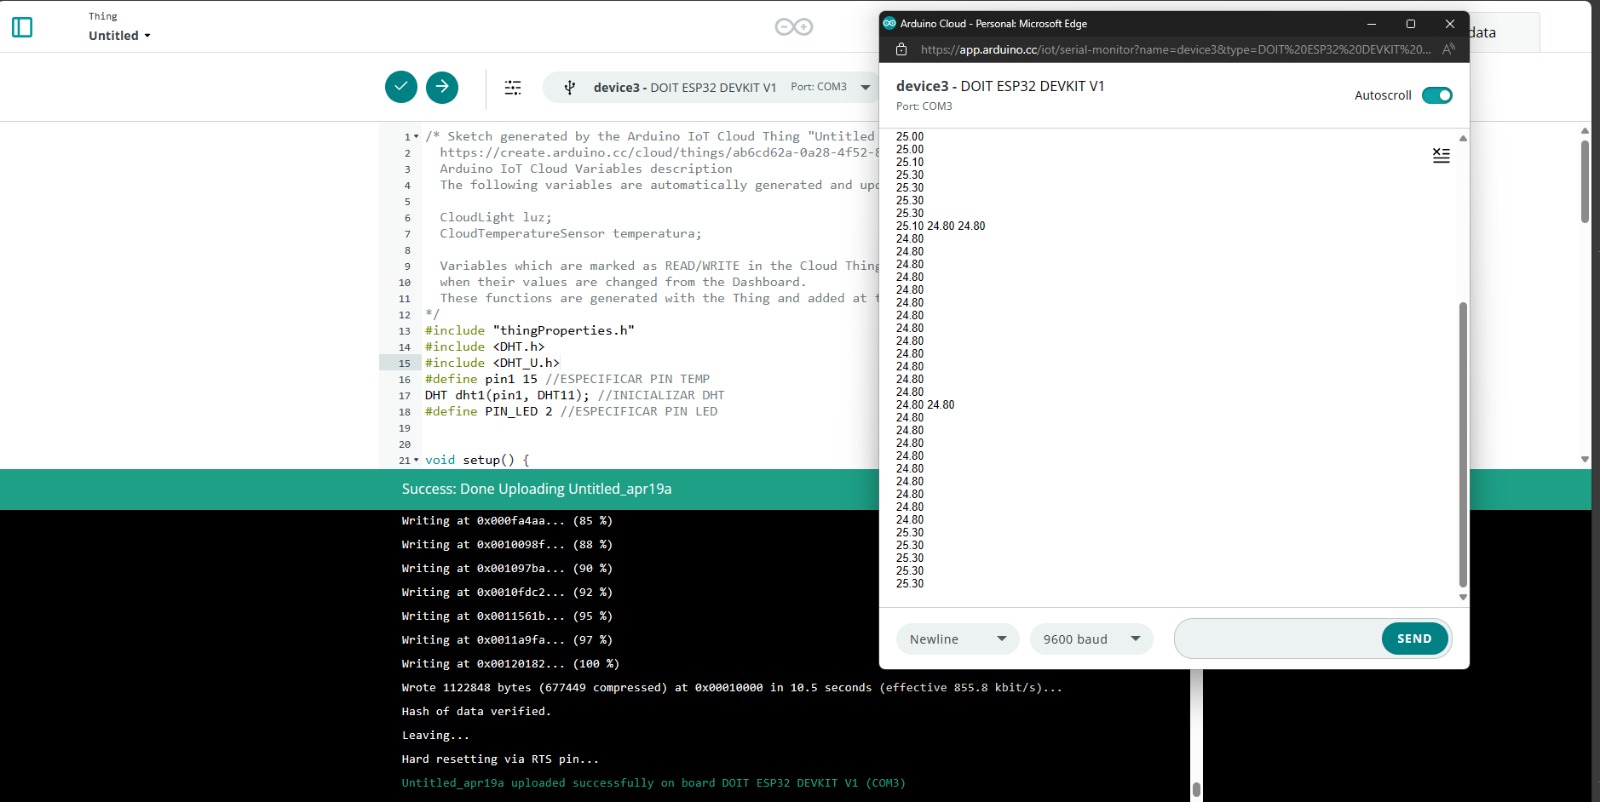 Thing
Untitled
device3 - DOIT ESP32 DEVKIT V1 Port: COM3
1 /* Sketch generated by the Arduino IoT Cloud Thing "Untitled
2 https://create.arduino.cc/cloud/things/ab6cd62a-0a28-4f52-8
3 Arduino IoT Cloud Variables description
4 The following variables are automatically generated and upd
5
6 CloudLight luz;
7 CloudTemperatureSensor temperatura;
8
9 Variables which are marked as READ/WRITE in the Cloud Thing
10 when their values are changed from the Dashboard.
11 These functions are generated with the Thing and added at t
12 */
13 #include "thingProperties.h"
14 #include <DHT.h>
15 #include <DHT_U.h>
16 #define pin1 15 //ESPECIFICAR PIN TEMP
17 DHT dht1(pin1, DHT11); //INICIALIZAR DHT
18 #define PIN_LED 2 //ESPECIFICAR PIN LED
19
20
21 void setup() {
Success: Done Uploading Untitled_apr19a
Writing at 0x000fa4aa... (85 %)
Writing at 0x0010098f... (88 %)
Writing at 0x001097ba... (90 %)
Writing at 0x0010fdc2... (92 %)
Writing at 0x0011561b... (95 %)
Writing at 0x0011a9fa... (97 %)
Writing at 0x00120182... (100 %)
Wrote 1122848 bytes (677449 compressed) at 0x00010000 in 10.5 seconds (effective 855.8 kbit/s)...
Hash of data verified.
Leaving...
Hard resetting via RTS pin...
Untitled_apr19a uploaded successfully on board DOIT ESP32 DEVKIT V1 (COM3)
data
Arduino Cloud - Personal: Microsoft Edge
https://app.arduino.cc/iot/serial-monitor?name=device3&type=DOIT%20ESP32%20DEVKIT%20...
device3 - DOIT ESP32 DEVKIT V1
Port: COM3
Autoscroll
25.00
25.00
25.10
25.30
25.30
25.30
25.30
25.10 24.80 24.80
24.80
24.80
24.80
24.80
24.80
24.80
24.80
24.80
24.80
24.80
24.80
24.80
24.80
24.80 24.80
24.80
24.80
24.80
24.80
24.80
24.80
24.80
24.80
24.80
25.30
25.30
25.30
25.30
25.30
Newline
9600 baud
SEND